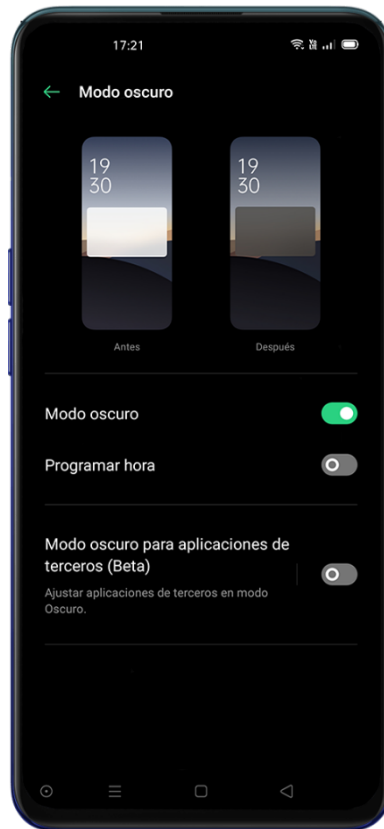 17:21
Modo oscuro
19
30
19
30
Antes
Después
Modo oscuro
Programar hora
Modo oscuro para aplicaciones de
terceros (Beta)
Ajustar aplicaciones de terceros en modo
Oscuro.